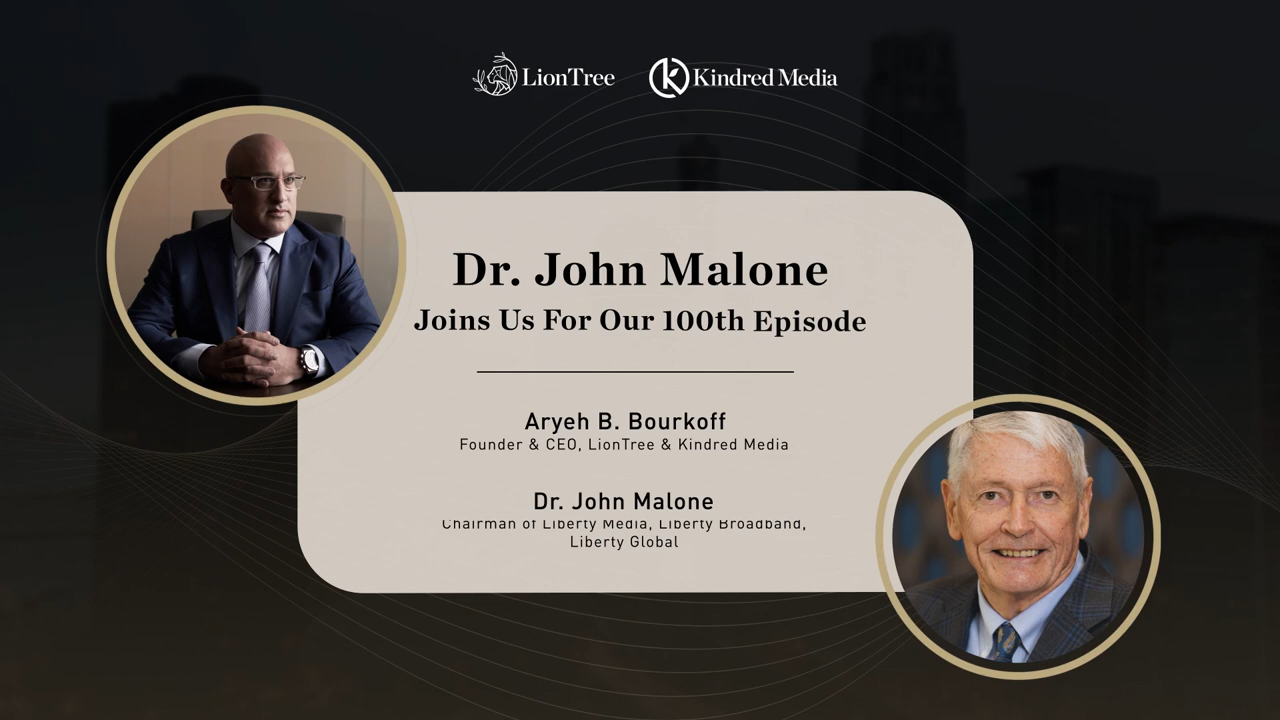 LionTree
Kindred Media
Dr. John Malone
Joins Us For Our 100th Episode
Aryeh B. Bourkoff
Founder & CEO, LionTree & Kindred Media
Dr. John Malone
Chairman of Liberty Media, Liberty Broadband,
Liberty Global